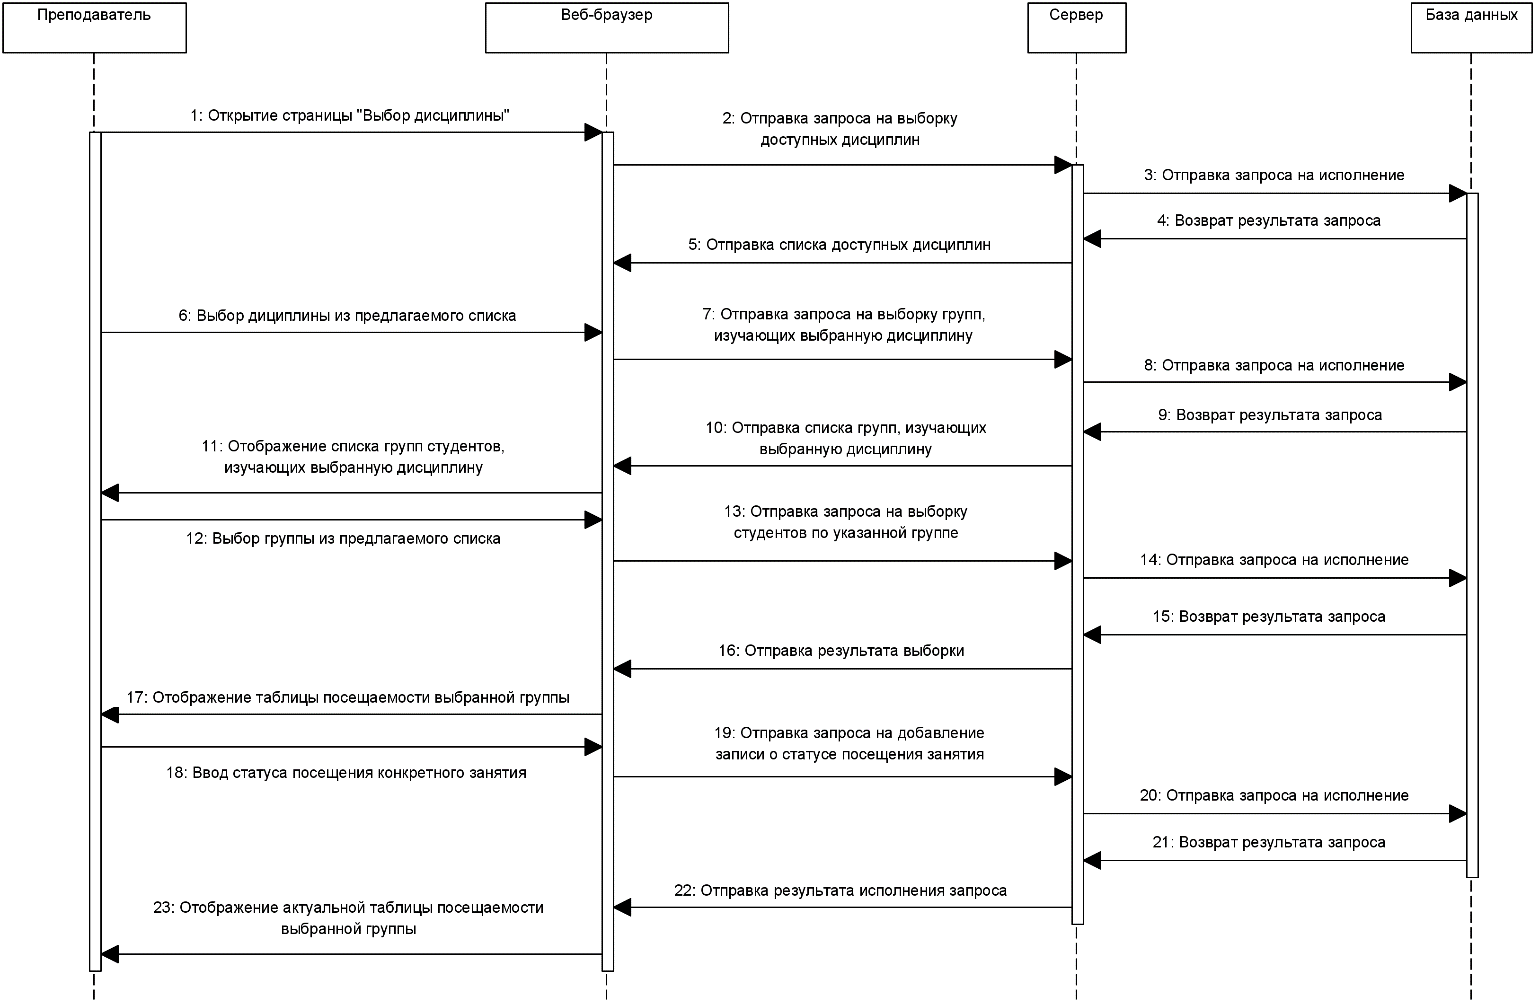 Преподаватель
Веб-браузер
Сервер
База данных
1: Открытие страницы "Выбор дисциплины"
2: Отправка запроса на выборку
доступных дисциплин
3: Отправка запроса на исполнение
4: Возврат результата запроса
5: Отправка списка доступных дисциплин
6: Выбор дициплины из предлагаемого списка
7: Отправка запроса на выборку групп,
изучающих выбранную дисциплину
8: Отправка запроса на исполнение
9: Возврат результата запроса
10: Отправка списка групп, изучающих
выбранную дисциплину
11: Отображение списка групп студентов,
изучающих выбранную дисциплину
12: Выбор группы из предлагаемого списка
13: Отправка запроса на выборку
студентов по указанной группе
14: Отправка запроса на исполнение
15: Возврат результата запроса
16: Отправка результата выборки
17: Отображение таблицы посещаемости выбранной группы
18: Ввод статуса посещения конкретного занятия
19: Отправка запроса на добавление
записи о статусе посещения занятия
20: Отправка запроса на исполнение
21: Возврат результата запроса
22: Отправка результата исполнения запроса
23: Отображение актуальной таблицы посещаемости
выбранной группы